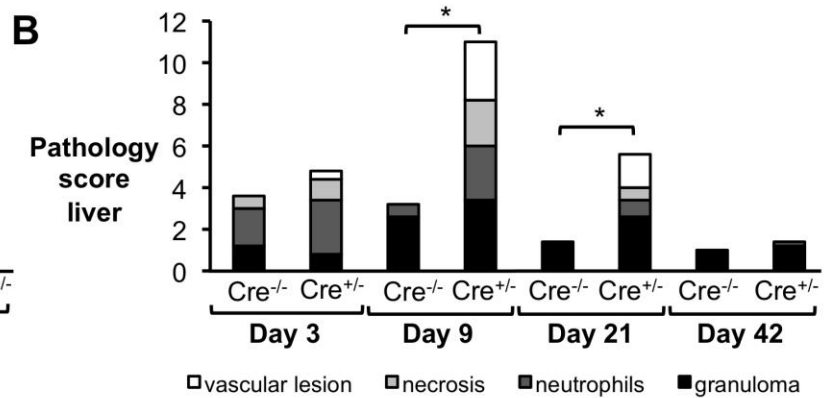 B
12
10
8
6
4
2
0
Pathology
score
liver
*
*
/-
Cre-/-
Cre+/-
Cre-/-
Cre+/-
Cre-/-
Cre+/-
Cre-/-
Cre+/-
Day 3
Day 9
Day 21
Day 42
vascular lesion
necrosis
neutrophils
granuloma